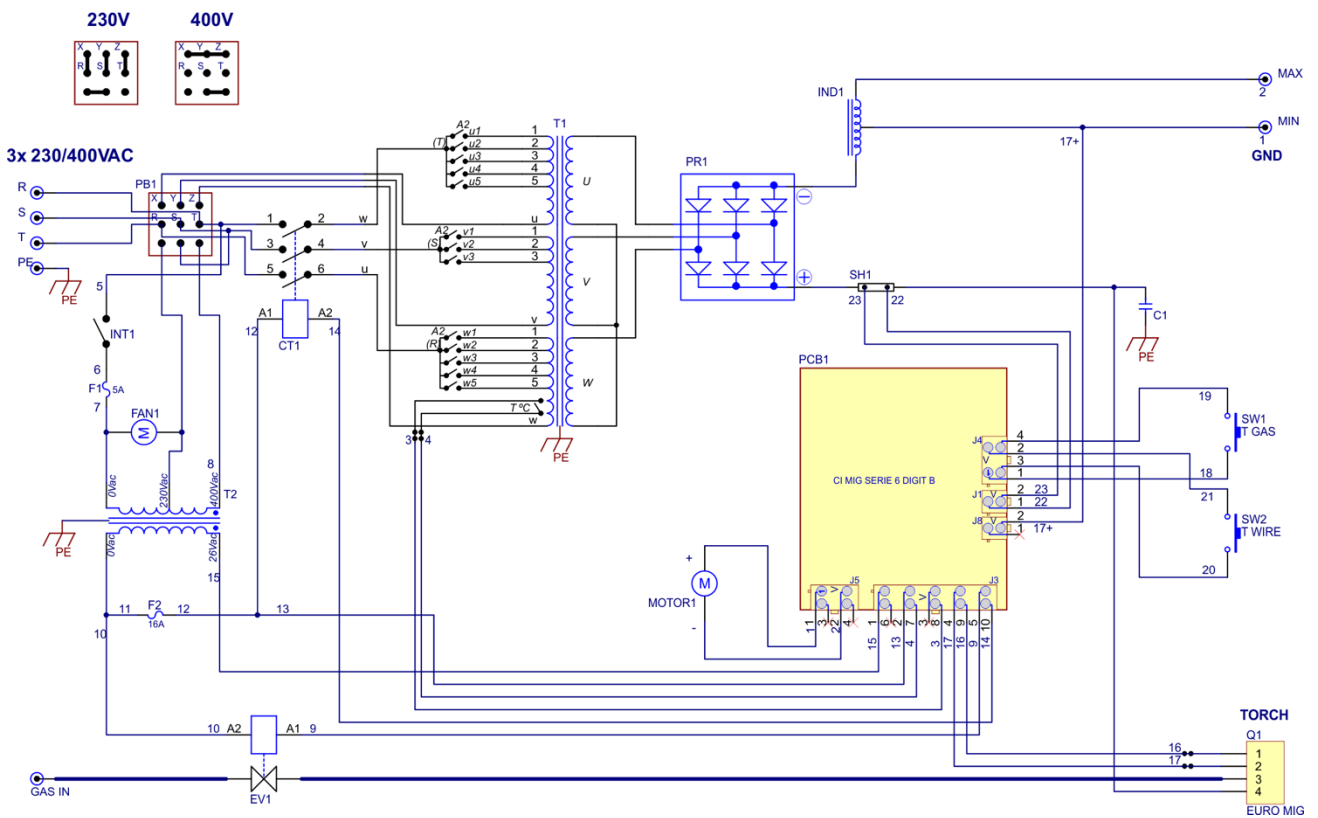 230V
400V
X Y Z
R S T
X Y Z
R S T
3x 230/400VAC
R
S
T
PE
PE
PB1
X Y Z
R S T
1
2
w
3
4
v
5
6
u
A1
A2
12
14
CT1
5
INT1
6
F1
5A
7
FAN1
M
8
0Vac
230Vac
400Vac
T2
PE
0Vac
26Vac
15
11
F2
16A
12
13
10
10
A2
A1
9
EV1
GAS IN
T1
A2
(T)
u1
u2
u3
u4
u5
1
2
3
4
5
u
U
A2
(S
v1
v2
v3
1
2
3
v
V
A2
(R
w1
w2
w3
w4
w5
1
2
3
4
5
T ºC
w
W
3
4
PE
PR1
IND1
MAX
2
MIN
1
17+
GND
SH1
23
22
C1
PE
PCB1
CI MIG SERIE 6 DIGIT B
J4
V
4
2
3
1
J1
V
2
23
1
22
J8
V
2
1
17+
19
SW1
T GAS
18
21
SW2
T WIRE
20
+
M
MOTOR1
-
J5
V
J3
V
1 3 2 4
1 2
1 6 2 7 3 8 4 9 5 10
15 13 4 3 17 16 9 14
TORCH
Q1
16
17
1
2
3
4
EURO MIG